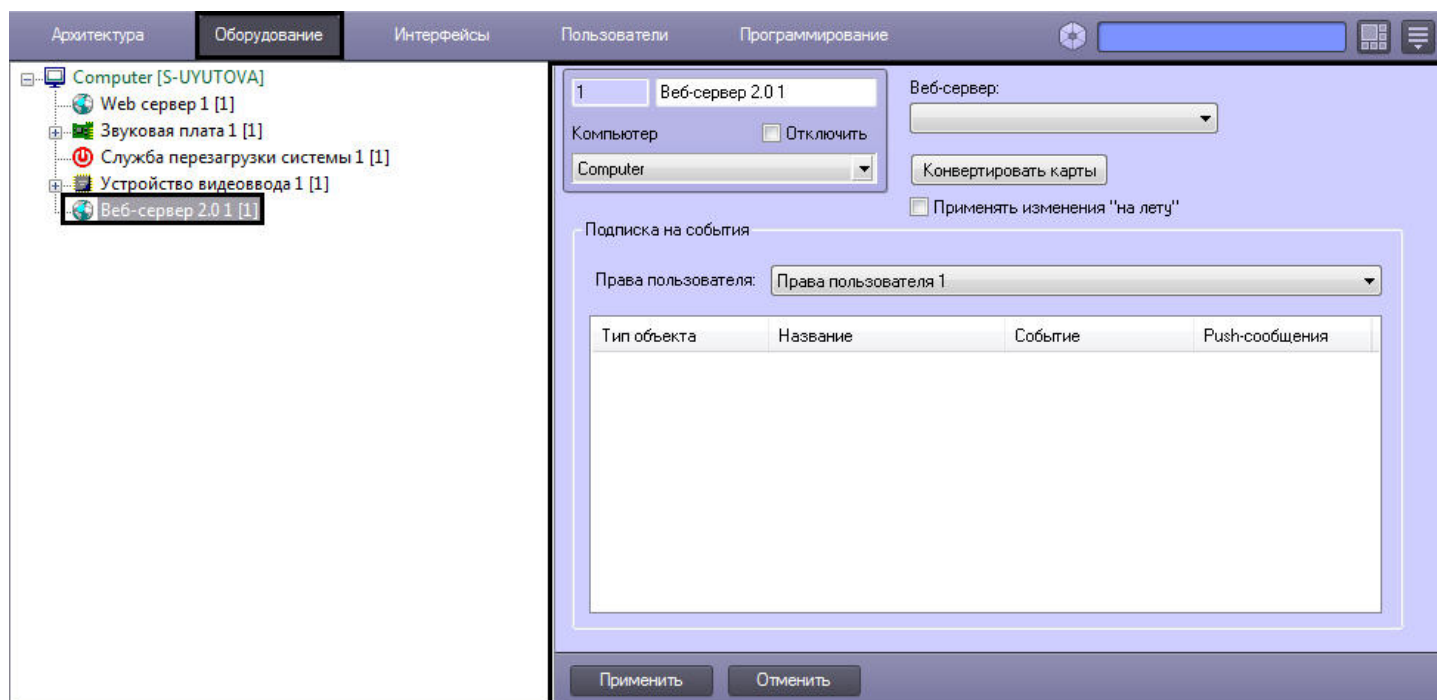 Архитектура Оборудование Интерфейсы Пользователи Программирование
Computer [S-UYUTOVA]
Web сервер 1 [1]
Звуковая плата 1 [1]
Служба перезагрузки системы 1 [1]
Устройство видеоввода 1 [1]
Веб-сервер 2.0 1 [1]
1 Веб-сервер 2.0 1
Компьютер Отключить
Computer
Веб-сервер:
Конвертировать карты
Применять изменения "на лету"
Подписка на события
Права пользователя: Права пользователя 1
Тип объекта Название Событие Push-сообщения
Применить Отменить